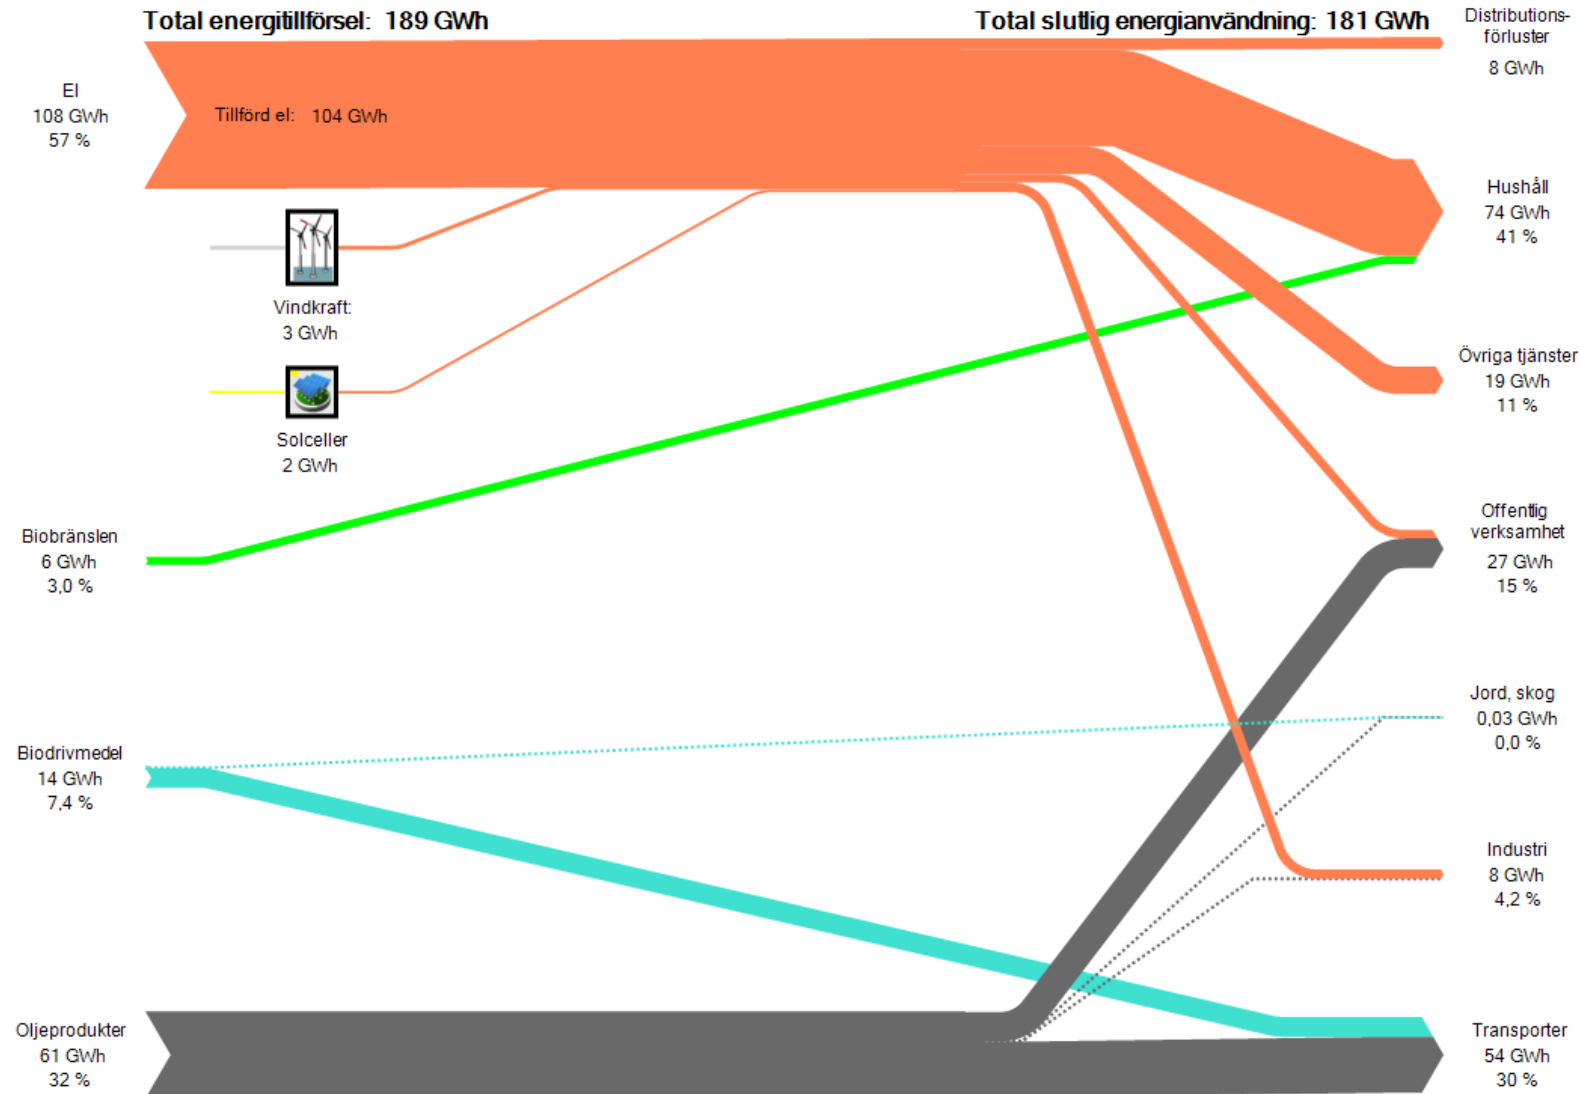 Total energitillförsel: 189 GWh
Total slutlig energianvändning: 181 GWh
Distributions-
förluster
8 GWh
El
108 GWh
57 %
Tillförd el: 104 GWh
Hushåll
74 GWh
41 %
Vindkraft:
3 GWh
Övriga tjänster
19 GWh
11 %
Solceller
2 GWh
Biobränslen
6 GWh
3,0 %
Offentlig
verksamhet
27 GWh
15 %
Jord, skog
0,03 GWh
0,0 %
Biodrivmedel
14 GWh
7,4 %
Industri
8 GWh
4,2 %
Oljeprodukter
61 GWh
32 %
Transporter
54 GWh
30 %